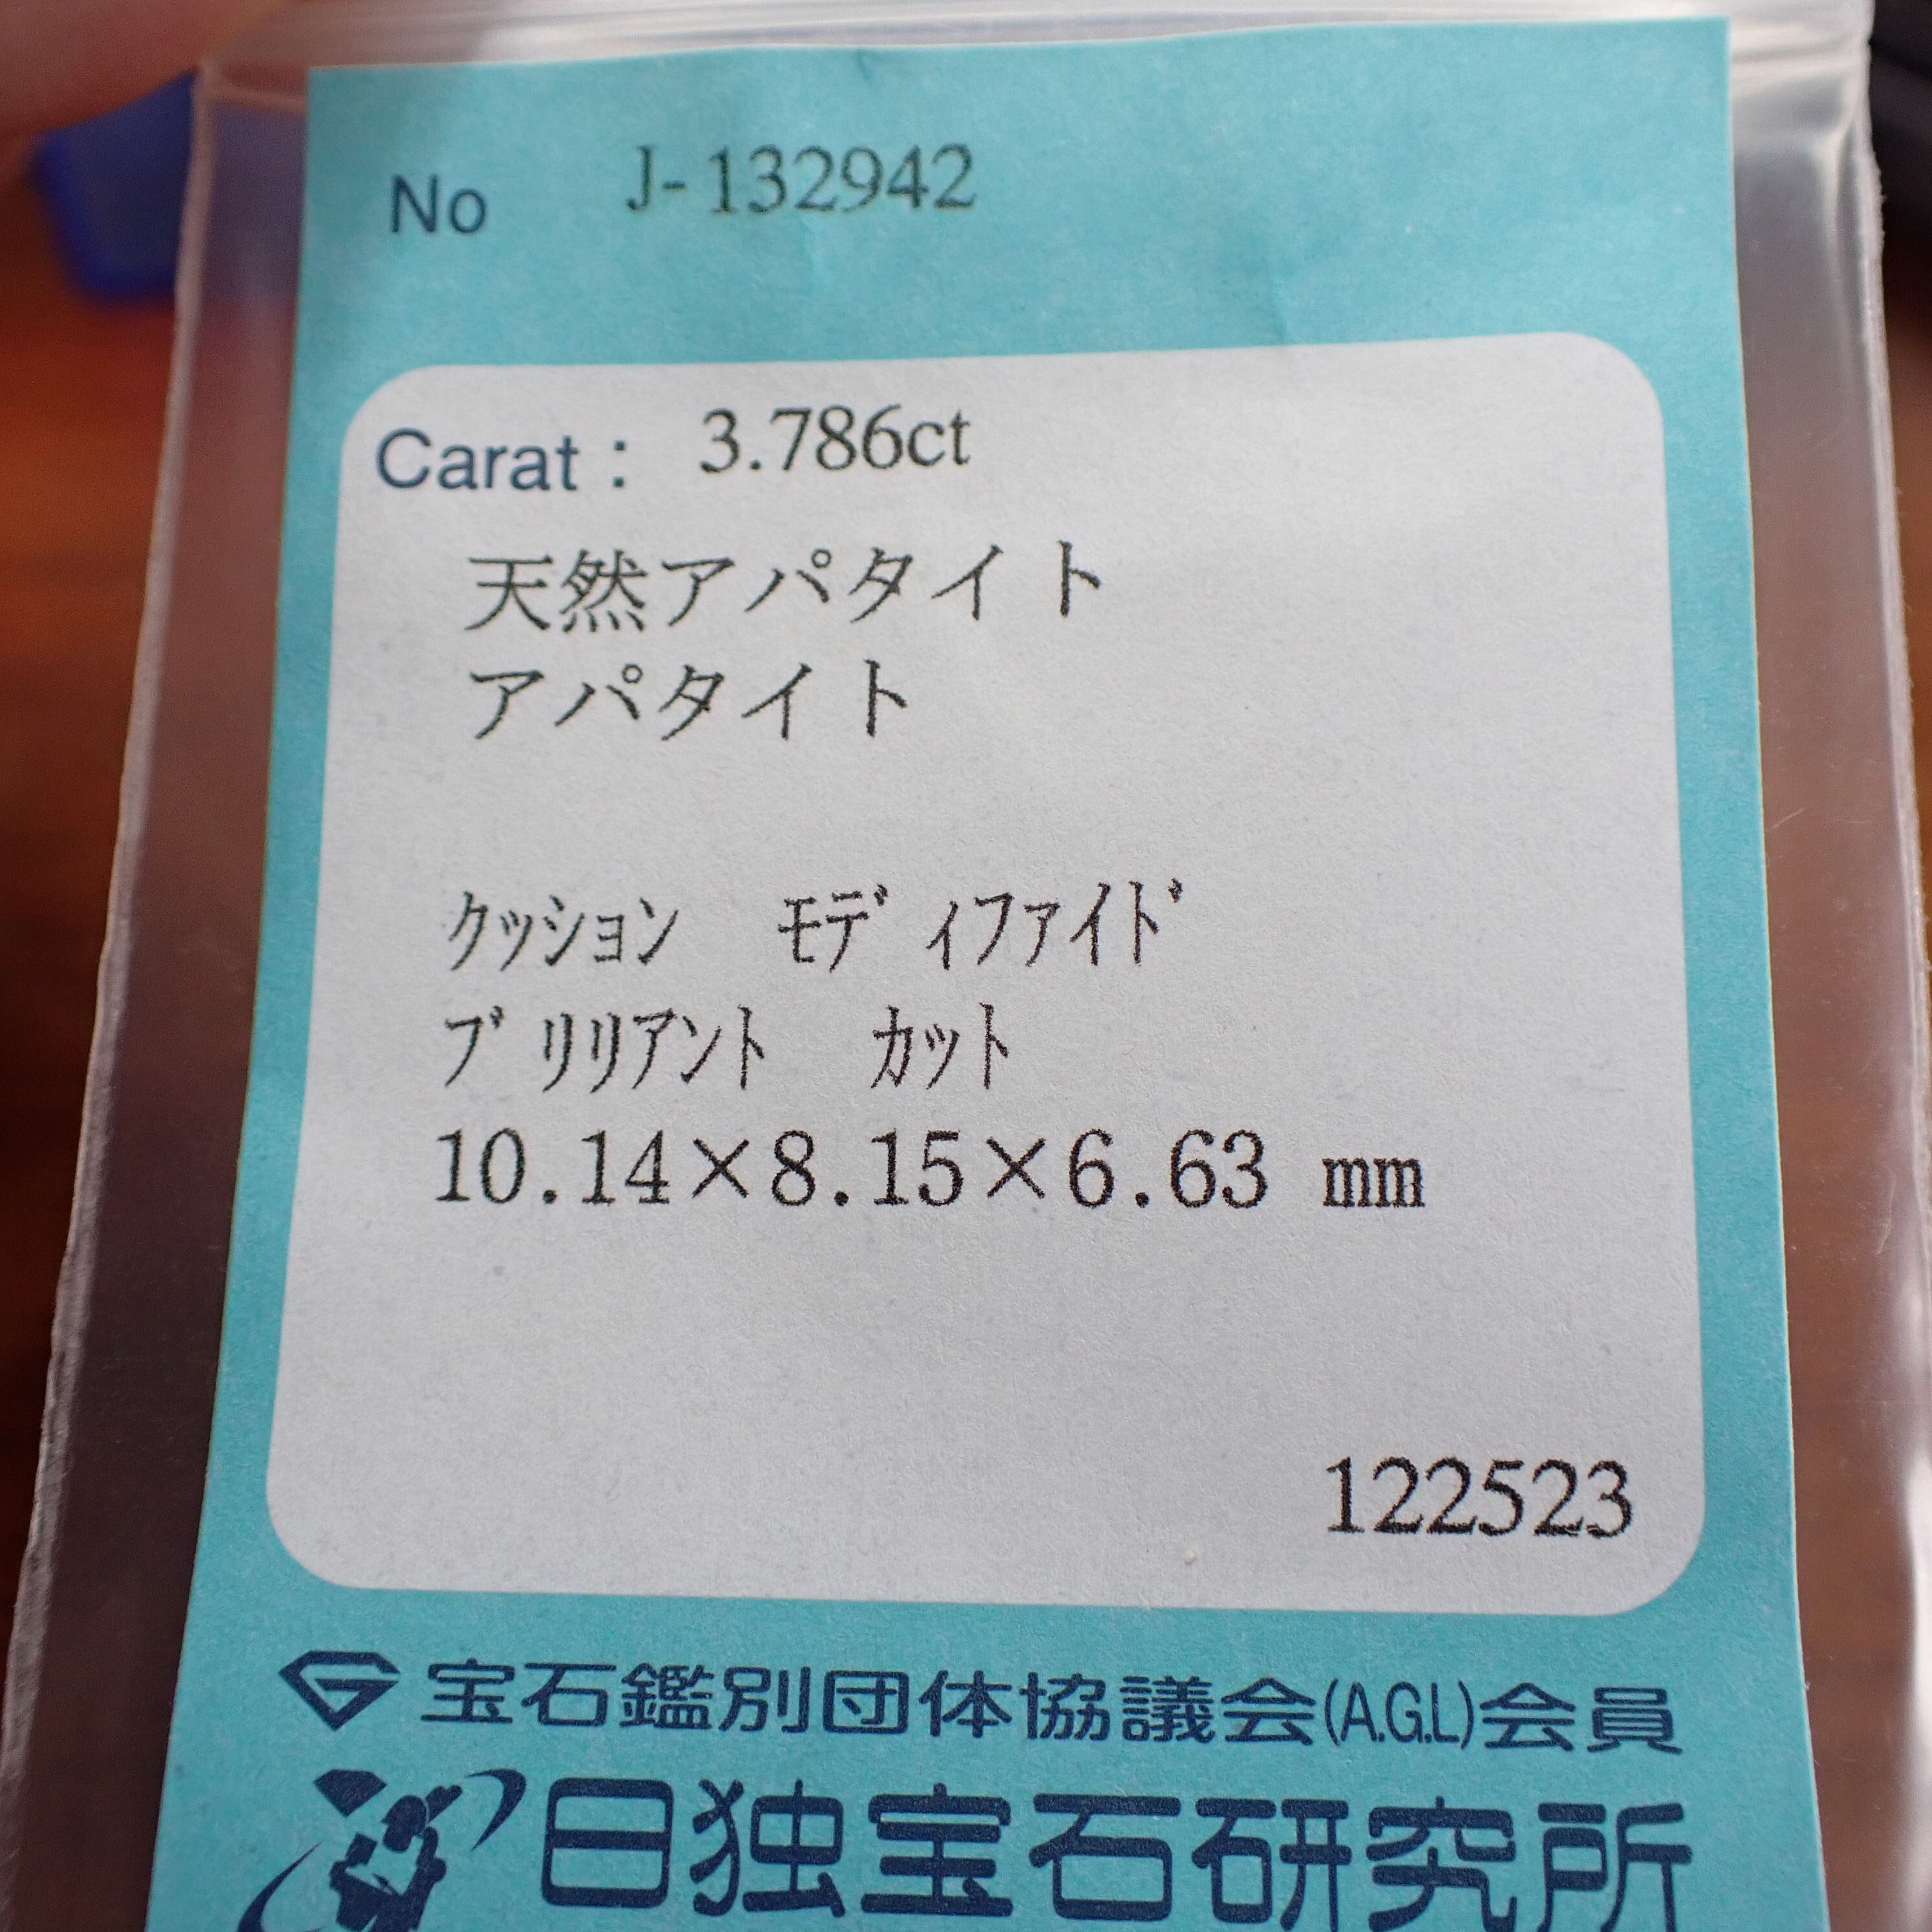 No J-132942
Carat: 3.786ct
天然アパタイト
アパタイト
ｸｯｼｮﾝ ﾓﾃﾞｨﾌｧｲﾄﾞ
ﾌﾞﾘﾘｱﾝﾄ ｶｯﾄ
10.14×8.15×6.63 mm
122523
宝石鑑別団体協議会(A.G.L)会員
日独宝石研究所